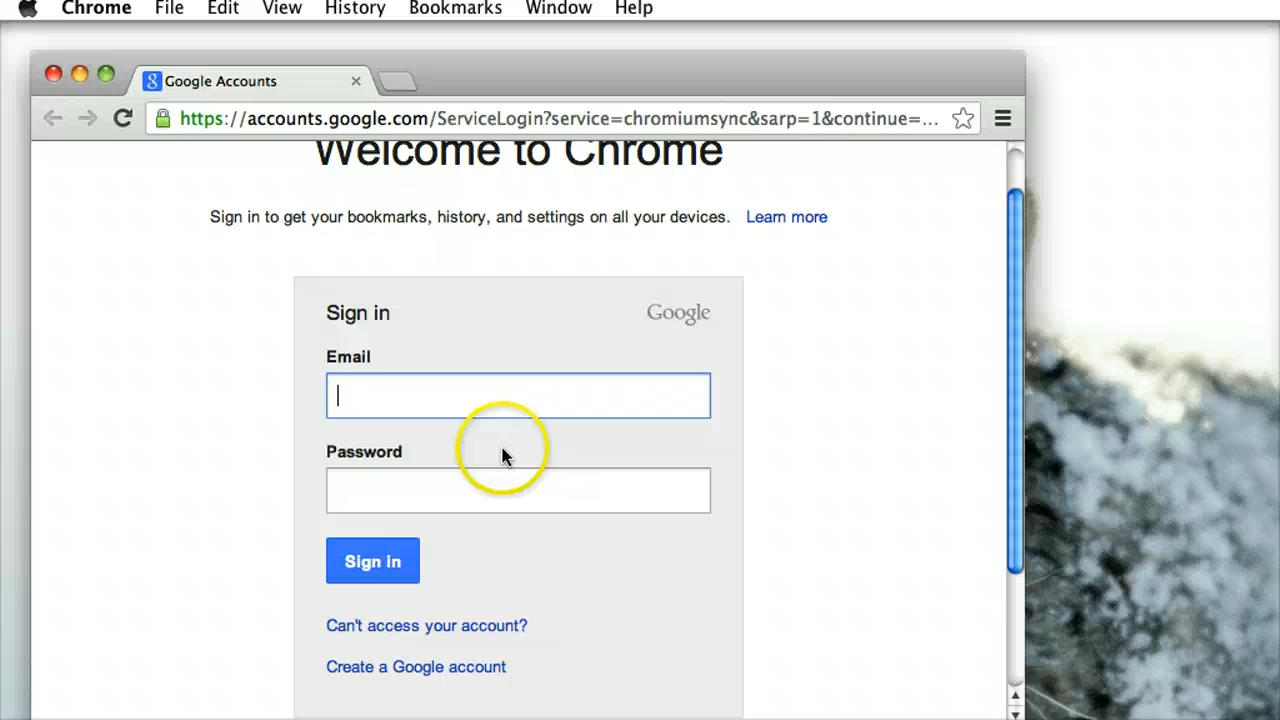 Chrome File Edit View History Bookmarks Window Help
Google Accounts
https://accounts.google.com/ServiceLogin?service=chromiumsync&sarp=1&continue=...
Welcome to Chrome
Sign in to get your bookmarks, history, and settings on all your devices. Learn more
Sign in Google
Email
Password
Sign in
Can't access your account?
Create a Google account